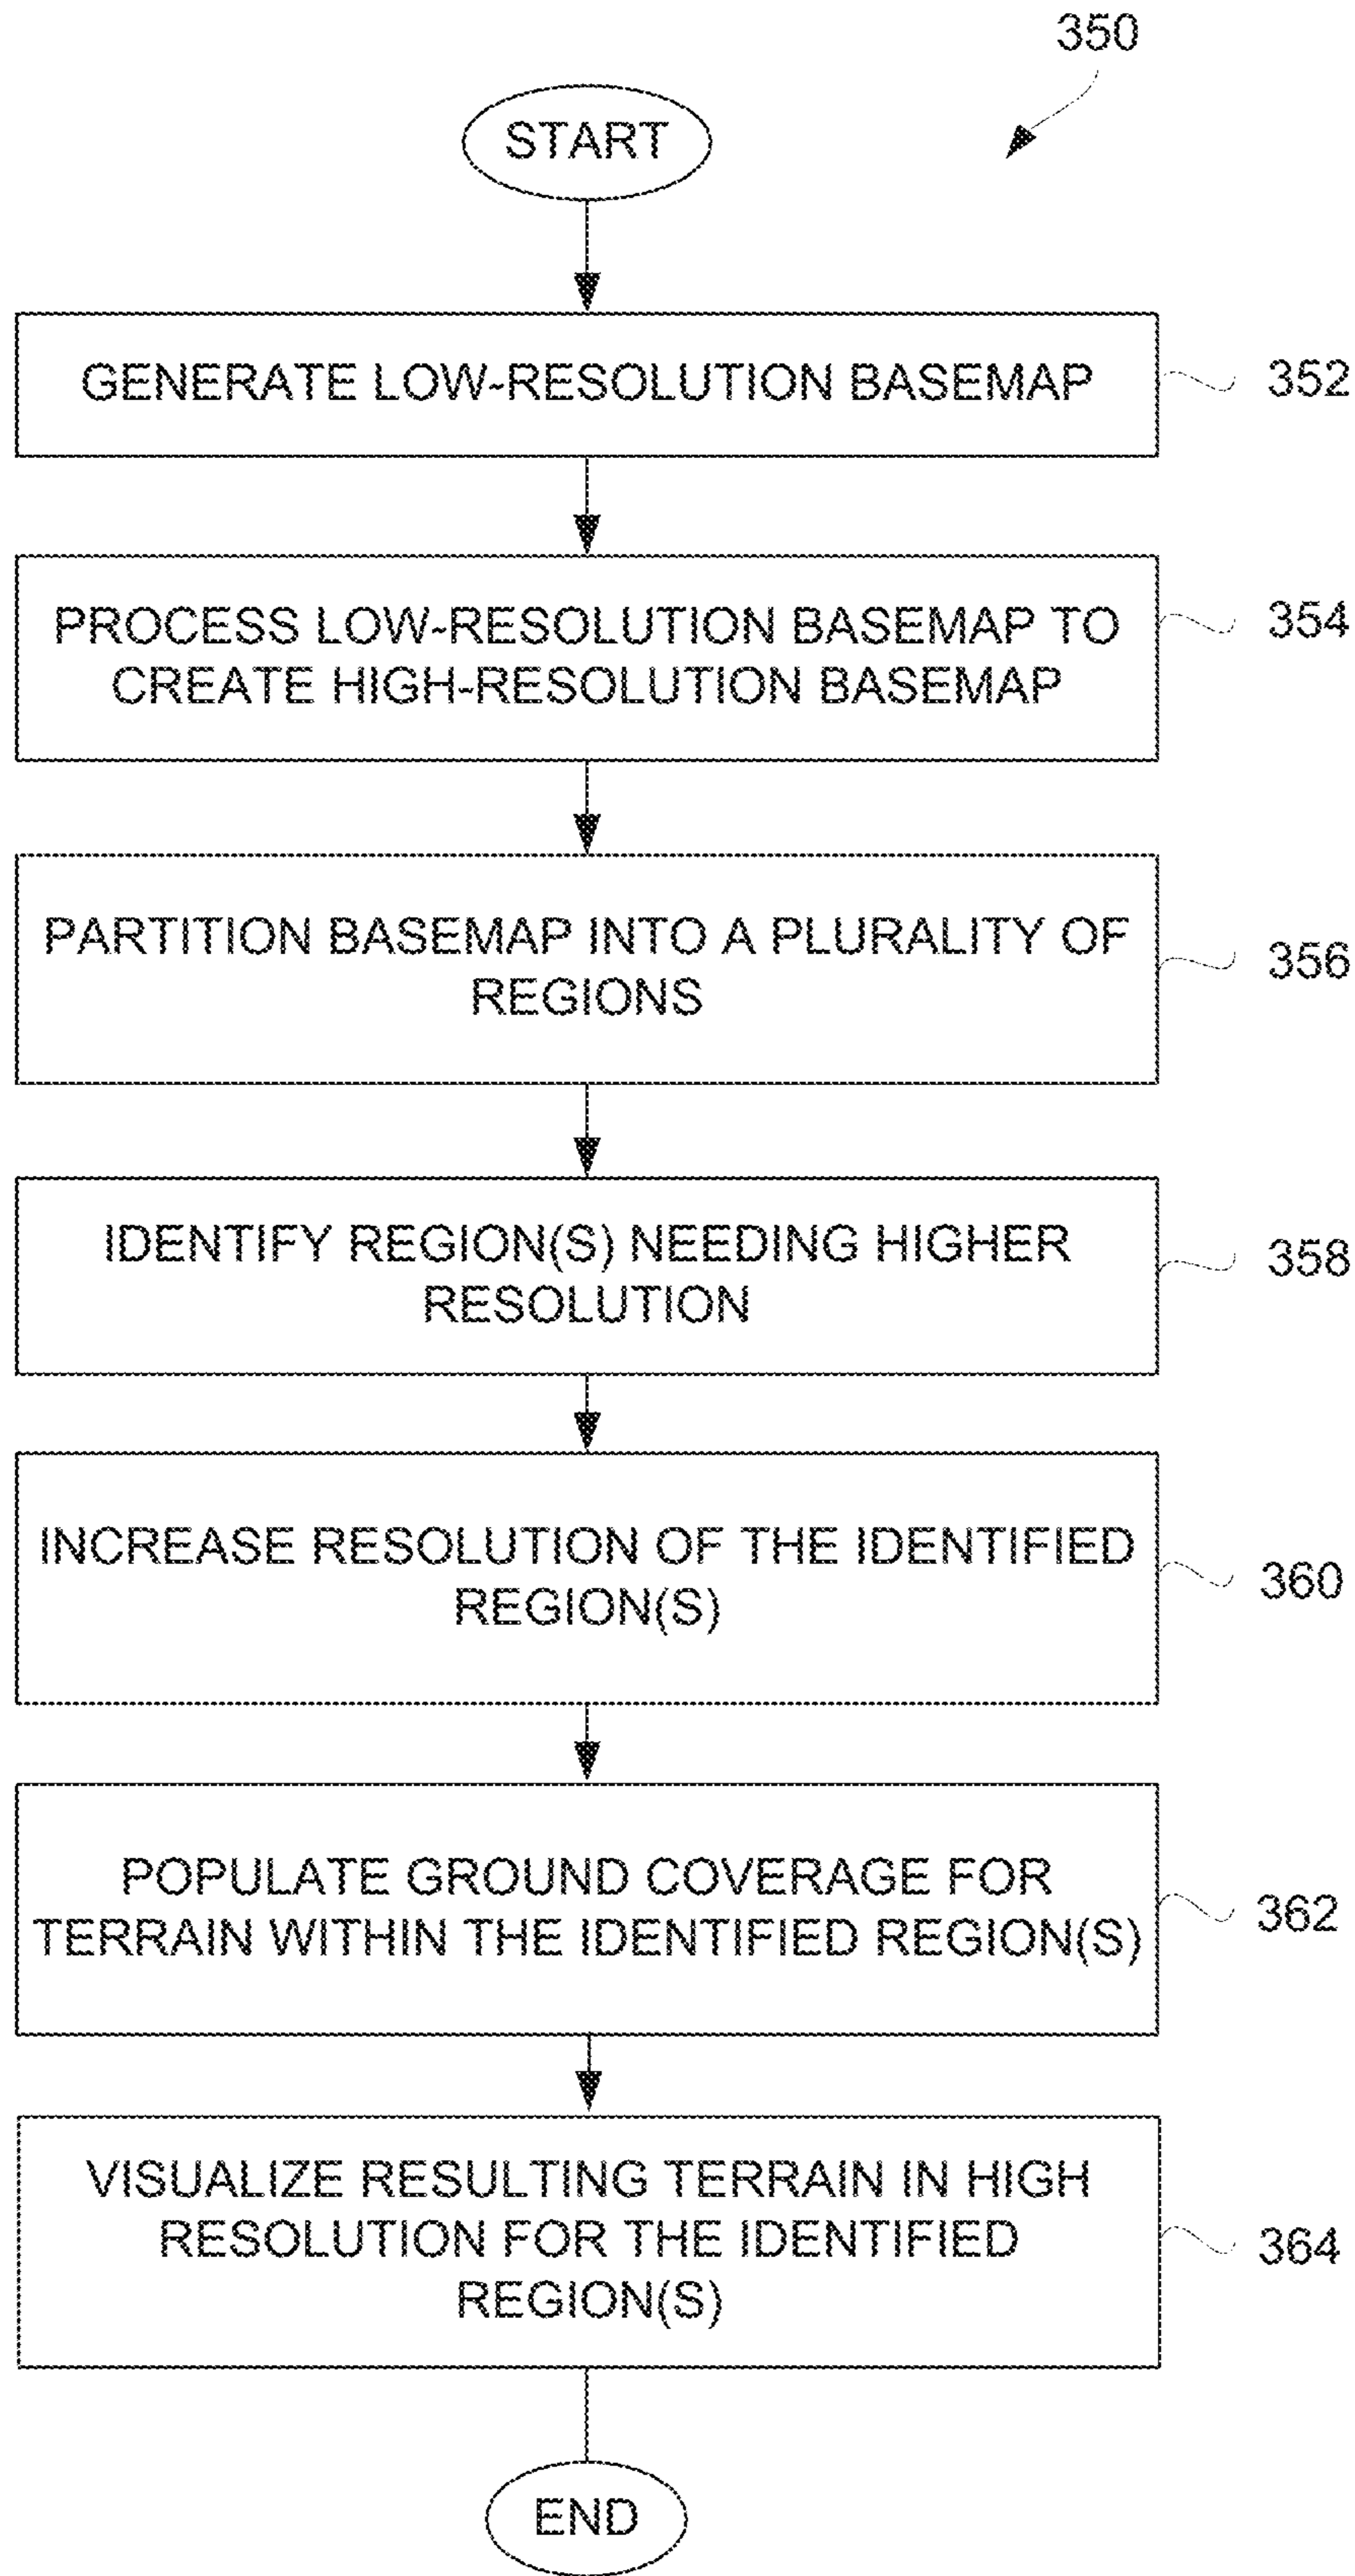 350
START
GENERATE LOW-RESOLUTION BASEMAP
352
PROCESS LOW-RESOLUTION BASEMAP TO
CREATE HIGH-RESOLUTION BASEMAP
354
PARTITION BASEMAP INTO A PLURALITY OF
REGIONS
356
IDENTIFY REGION(S) NEEDING HIGHER
RESOLUTION
358
INCREASE RESOLUTION OF THE IDENTIFIED
REGION(S)
360
POPULATE GROUND COVERAGE FOR
TERRAIN WITHIN THE IDENTIFIED REGION(S)
362
VISUALIZE RESULTING TERRAIN IN HIGH
RESOLUTION FOR THE IDENTIFIED
REGION(S)
364
END